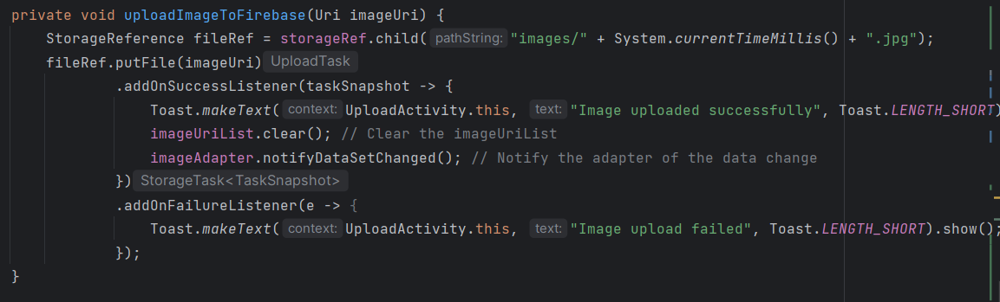 private void uploadImageToFirebase(Uri imageUri) {
StorageReference fileRef = storageRef.child( pathString: "images/" + System.currentTimeMillis() + ".jpg");
fileRef.putFile(imageUri) UploadTask
.addOnSuccessListener(taskSnapshot -> {
Toast.makeText( context: UploadActivity.this, text: "Image uploaded successfully", Toast.LENGTH_SHORT)
imageUriList.clear(); // Clear the imageUriList
imageAdapter.notifyDataSetChanged(); // Notify the adapter of the data change
}) StorageTask<TaskSnapshot>
.addOnFailureListener(e -> {
Toast.makeText( context: UploadActivity.this, text: "Image upload failed", Toast.LENGTH_SHORT).show();
});
}